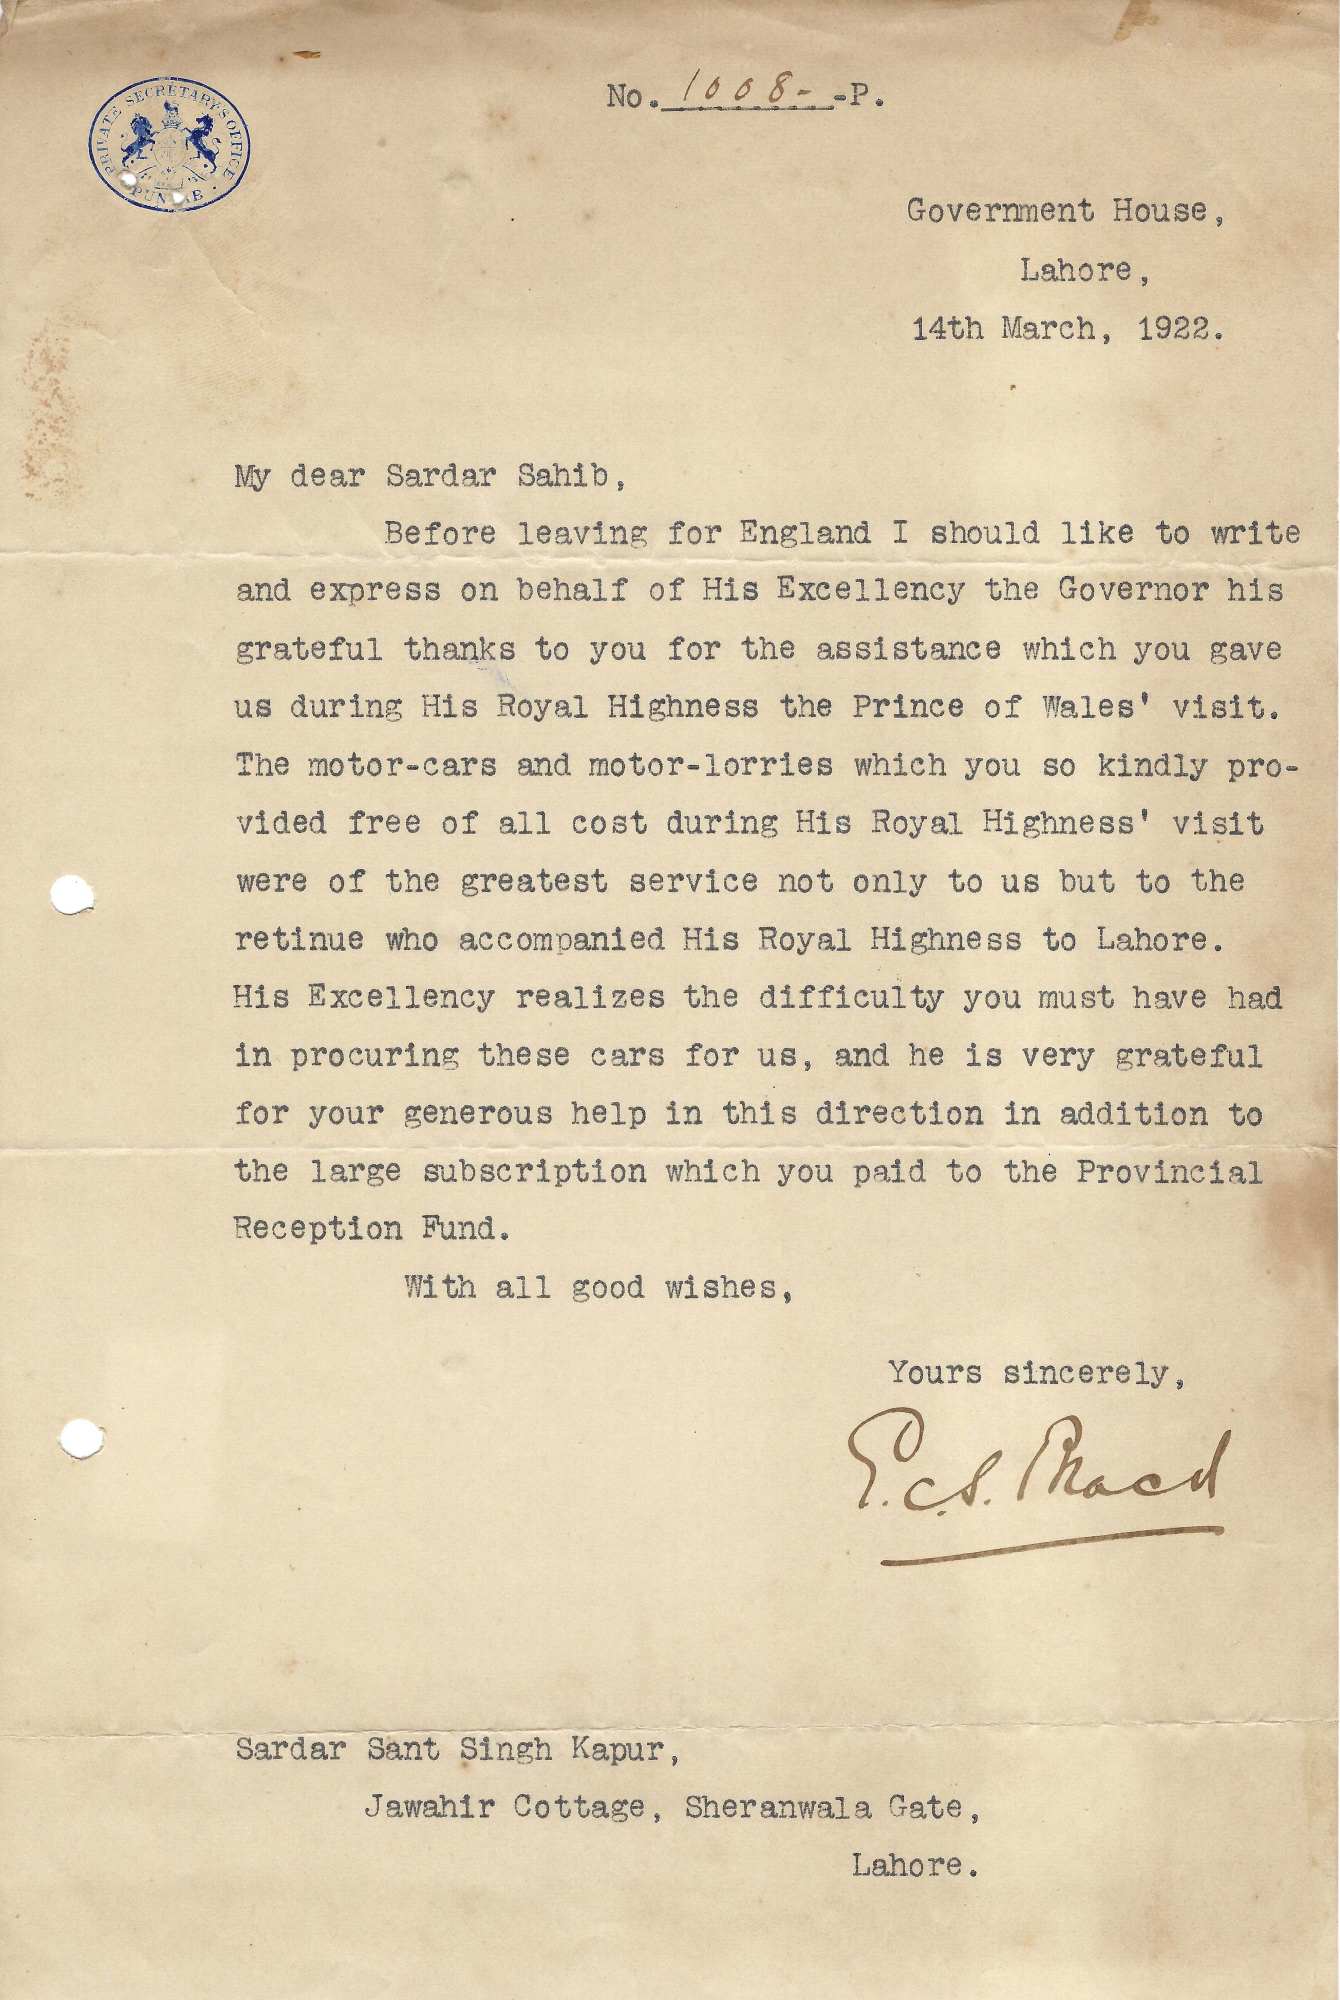 PRIVATE SECRETARY'S OFFICE
PUNJAB
No. 1008- -P.
Government House,
Lahore,
14th March, 1922.
My dear Sardar Sahib,
Before leaving for England I should like to write
and express on behalf of His Excellency the Governor his
grateful thanks to you for the assistance which you gave
us during His Royal Highness the Prince of Wales' visit.
The motor-cars and motor-lorries which you so kindly pro-
vided free of all cost during His Royal Highness' visit
were of the greatest service not only to us but to the
retinue who accompanied His Royal Highness to Lahore.
His Excellency realizes the difficulty you must have had
in procuring these cars for us, and he is very grateful
for your generous help in this direction in addition to
the large subscription which you paid to the Provincial
Reception Fund.
With all good wishes,
Yours sincerely,
Sardar Sant Singh Kapur,
Jawahir Cottage, Sheranwala Gate,
Lahore.